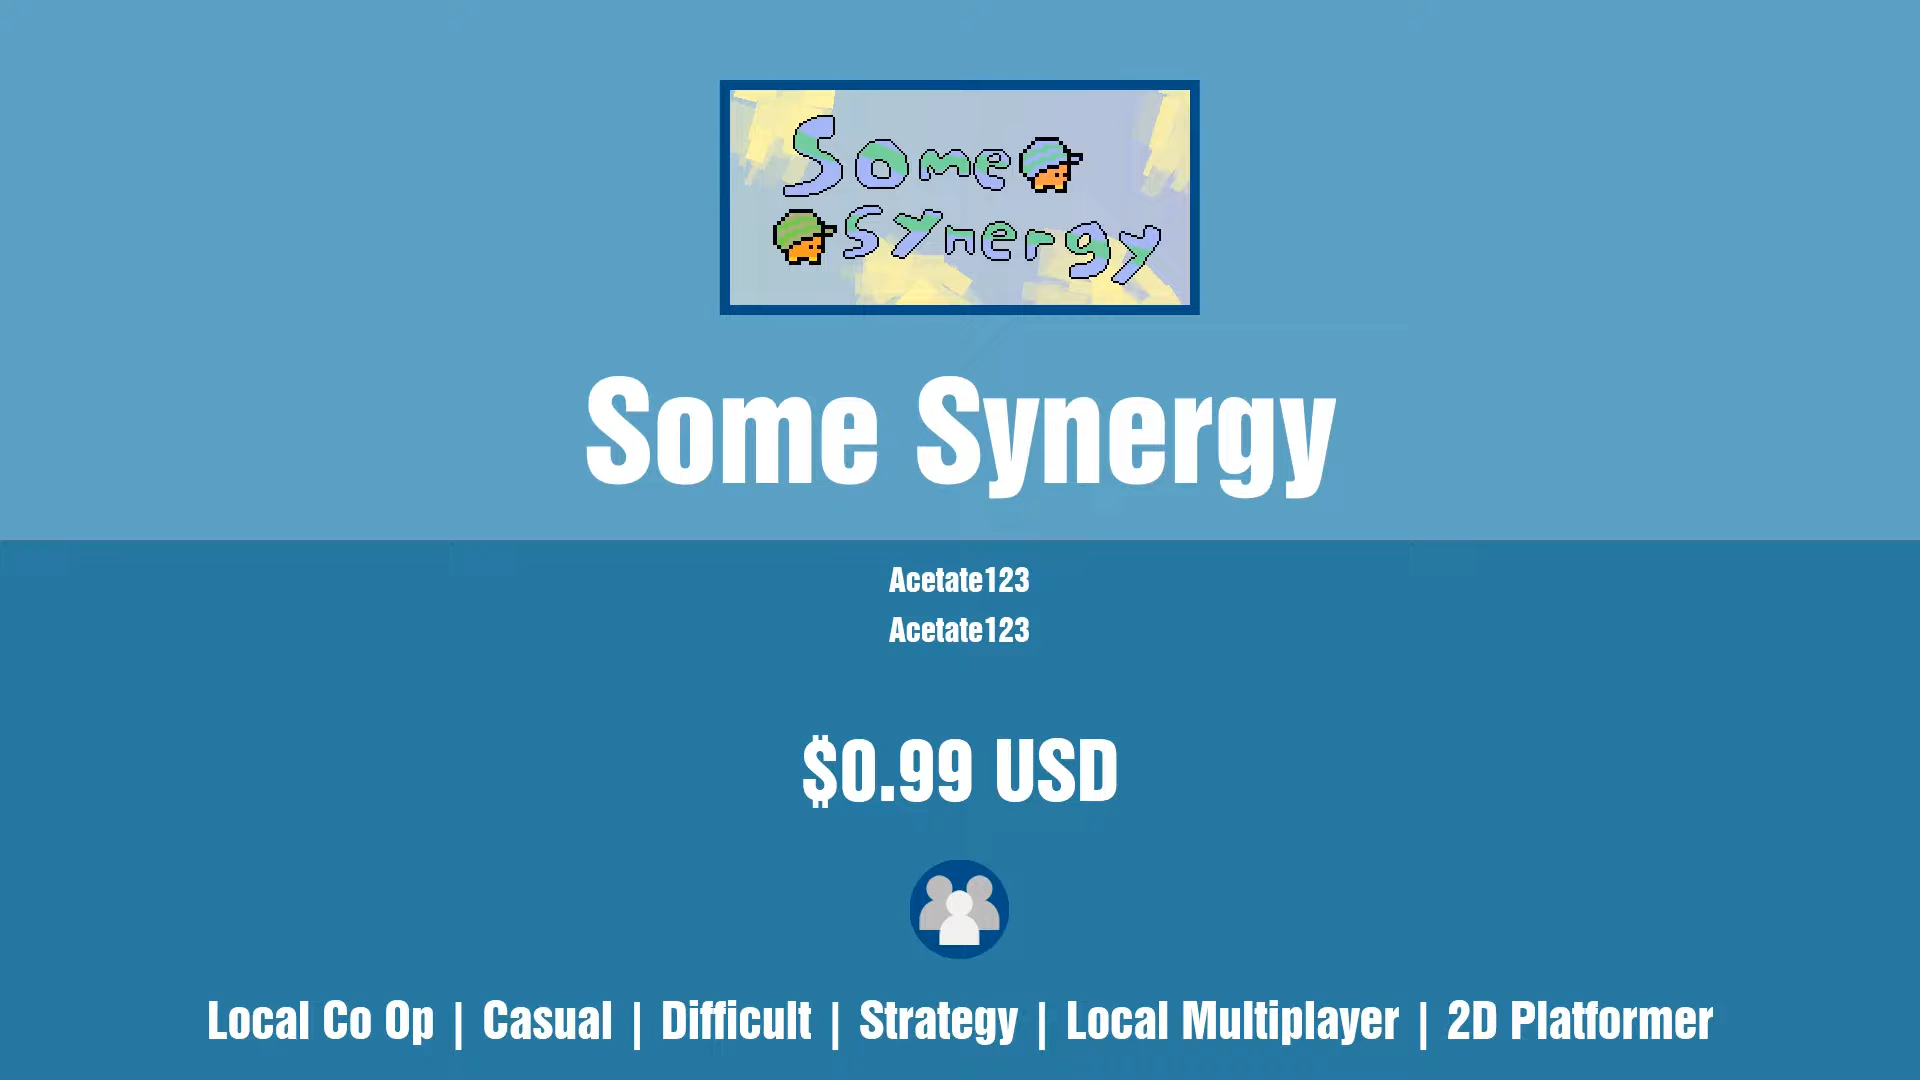 Some
Synergy
Some Synergy
Acetate123
Acetate123
$0.99 USD
Local Co Op | Casual | Difficult | Strategy | Local Multiplayer | 2D Platformer